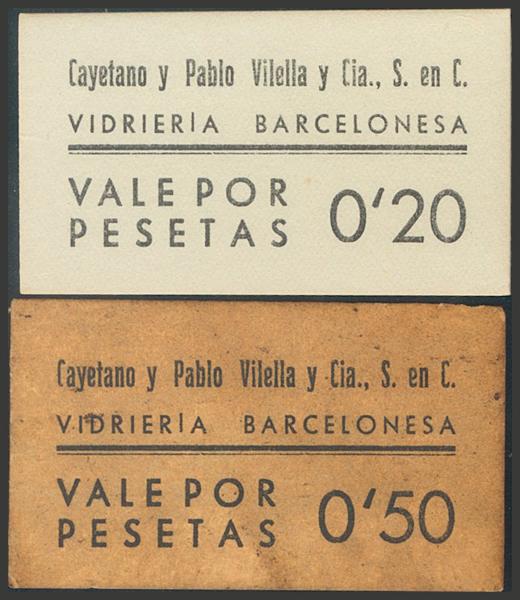 Cayetano y Pablo Vilella y Cia., S. en C.
VIDRIERIA BARCELONESA
VALE POR
PESETAS 0'20
Cayetano y Pablo Vilella y Cia., S. en C.
VIDRIERIA BARCELONESA
VALE POR
PESETAS 0'50